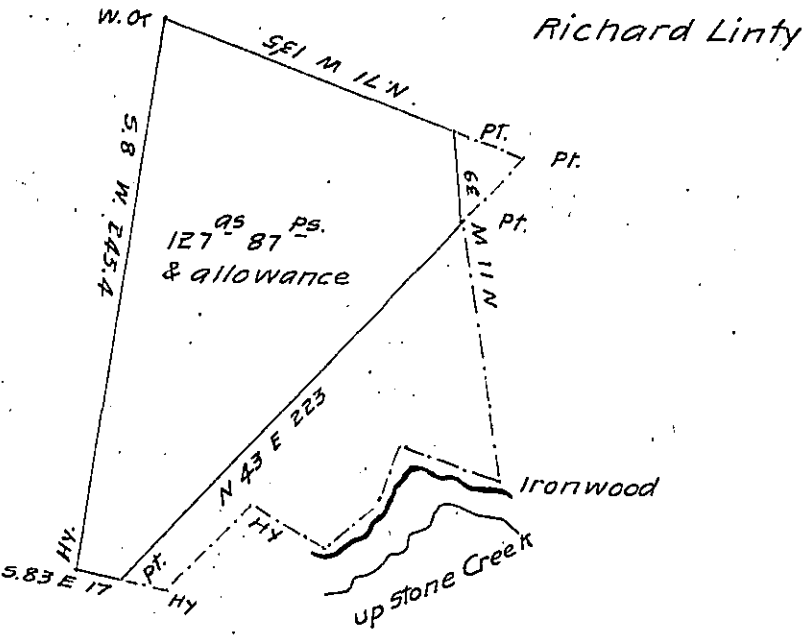 Richard Linty
W.Or
N.71 W 135
Pt.
Pt.
39
Pt.
N 11 W
S.8 W. 245.4
127 as 87 ps.
& allowance
N 43 E 223
Ironwood
Hy
Hy.
Pt.
S.83 E 17
Hy
up stone Creek